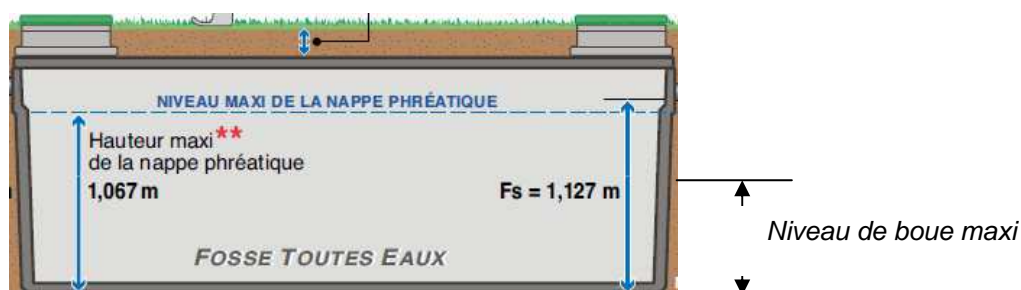 NIVEAU MAXI DE LA NAPPE PHRÉATIQUE
Hauteur maxi**
de la nappe phréatique
1,067 m
Fs = 1,127 m
Niveau de boue maxi
FOSSE TOUTES EAUX